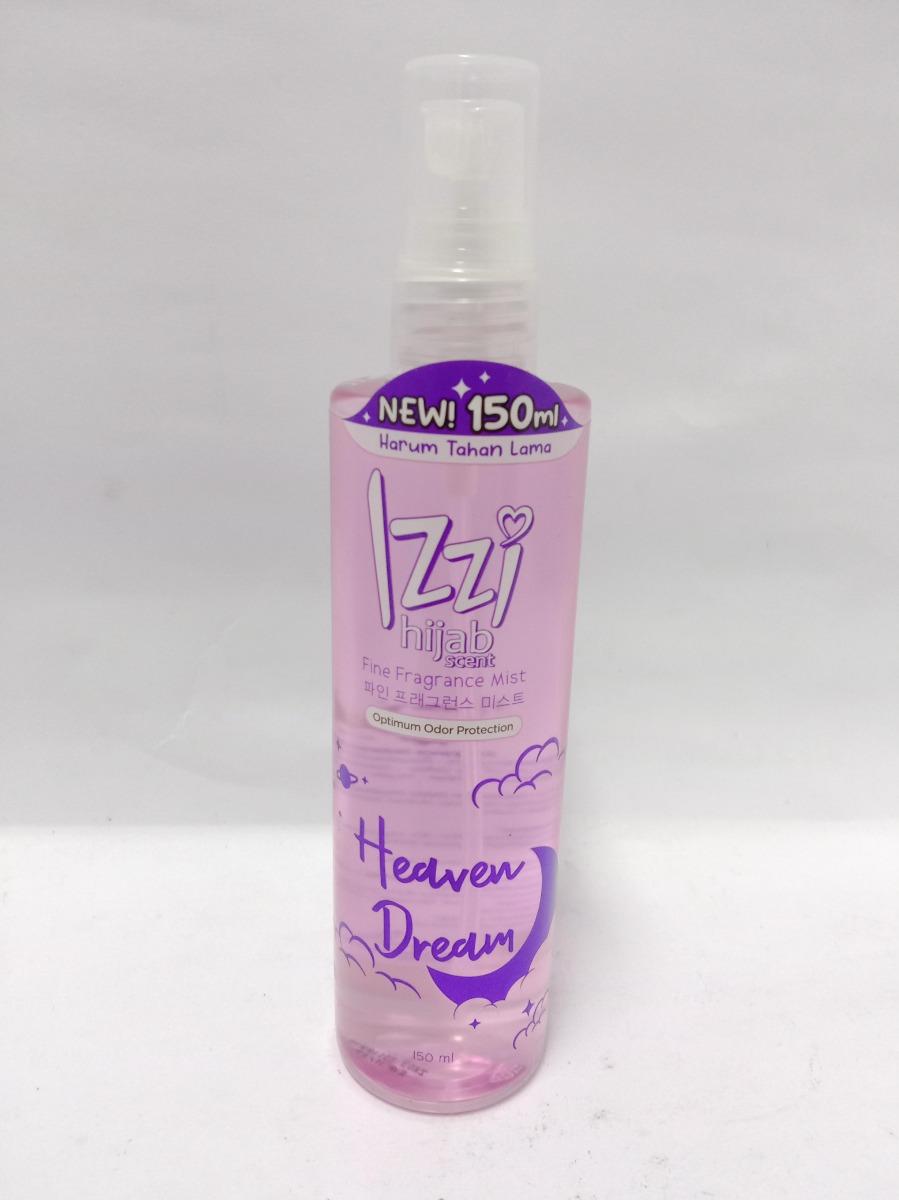 NEW! 150ml
Harum Tahan Lama
Izzi
hijab
scent
Fine Fragrance Mist
파인 프래그런스 미스트
Optimum Odor Protection
Heaven
Dream
150 ml